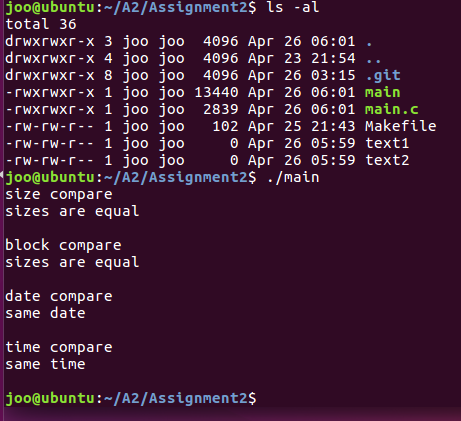 joo@ubuntu:~/A2/Assignment2$ ls -al
total 36
drwxrwxr-x 3 joo joo  4096 Apr 26 06:01 .
drwxrwxr-x 4 joo joo  4096 Apr 23 21:54 ..
drwxrwxr-x 8 joo joo  4096 Apr 26 03:15 .git
-rwxrwxr-x 1 joo joo 13440 Apr 26 06:01 main
-rwxrwxr-x 1 joo joo  2839 Apr 26 06:01 main.c
-rw-rw-r-- 1 joo joo   102 Apr 25 21:43 Makefile
-rw-rw-r-- 1 joo joo     0 Apr 26 05:59 text1
-rw-rw-r-- 1 joo joo     0 Apr 26 05:59 text2
joo@ubuntu:~/A2/Assignment2$ ./main
size compare
sizes are equal

block compare
sizes are equal

date compare
same date

time compare
same time

joo@ubuntu:~/A2/Assignment2$